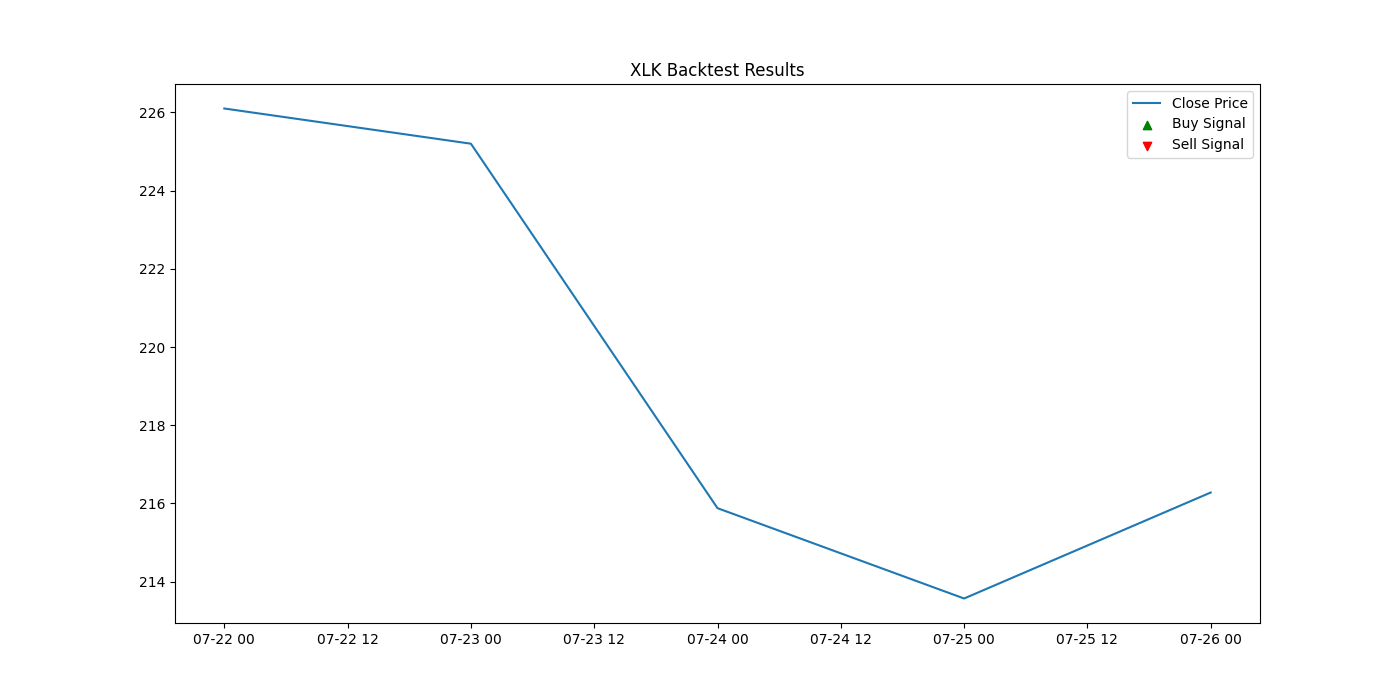 XLK Backtest Results
Close Price
Buy Signal
Sell Signal
226
224
222
220
218
216
214
07-22 00 07-22 12 07-23 00 07-23 12 07-24 00 07-24 12 07-25 00 07-25 12 07-26 00